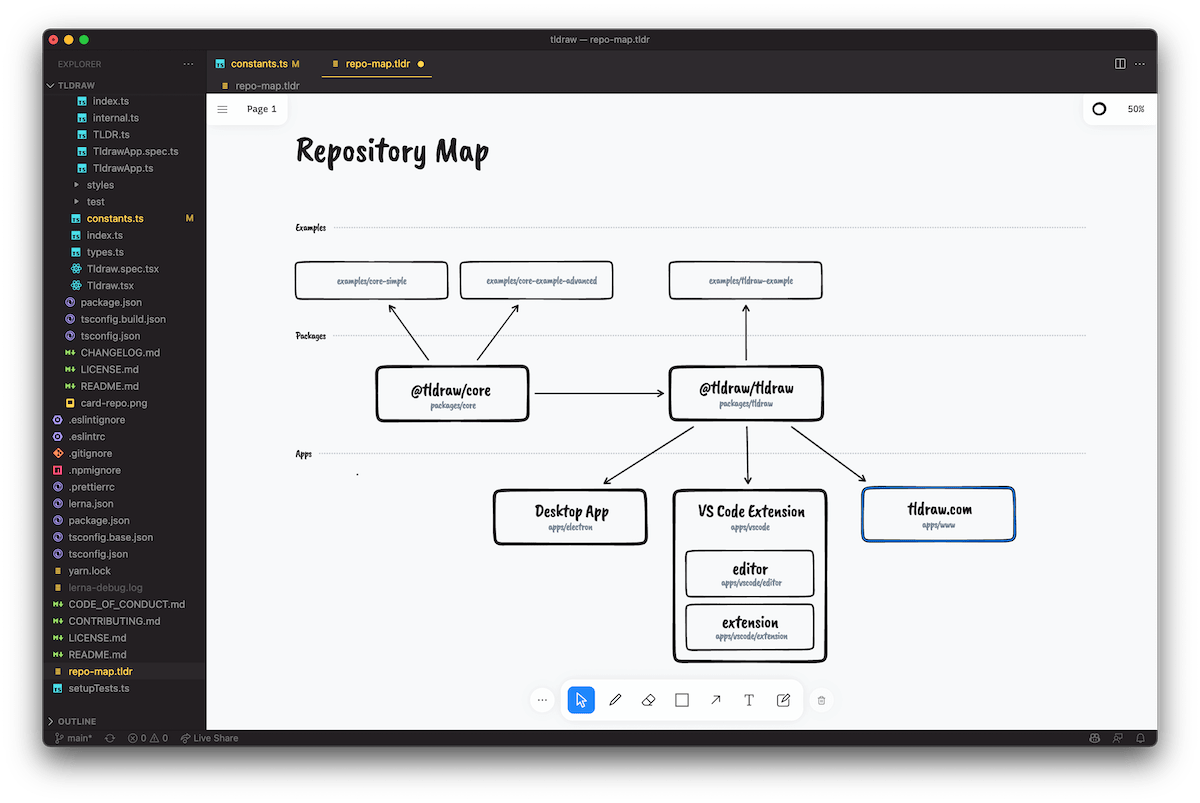 tldraw — repo-map.tldr
EXPLORER
constants.ts M
repo-map.tldr
TLDRAW
repo-map.tldr
index.ts
internal.ts
TLDR.ts
TldrawApp.spec.ts
TldrawApp.ts
styles
test
constants.ts M
index.ts
types.ts
Tldraw.spec.tsx
Tldraw.tsx
package.json
tsconfig.build.json
tsconfig.json
CHANGELOG.md
LICENSE.md
README.md
card-repo.png
.eslintignore
.eslintrc
.gitignore
.npmignore
.prettierrc
lerna.json
package.json
tsconfig.base.json
tsconfig.json
yarn.lock
lerna-debug.log
CODE_OF_CONDUCT.md
CONTRIBUTING.md
LICENSE.md
README.md
repo-map.tldr
setupTests.ts
OUTLINE
Page 1
50%
Repository Map
Examples
examples/core-simple
examples/core-example-advanced
examples/tldraw-example
Packages
@tldraw/core
packages/core
@tldraw/tldraw
packages/tldraw
Apps
Desktop App
apps/electron
VS Code Extension
apps/vscode
editor
apps/vscode/editor
extension
apps/vscode/extension
tldraw.com
apps/www
T
main* 0 0 Live Share